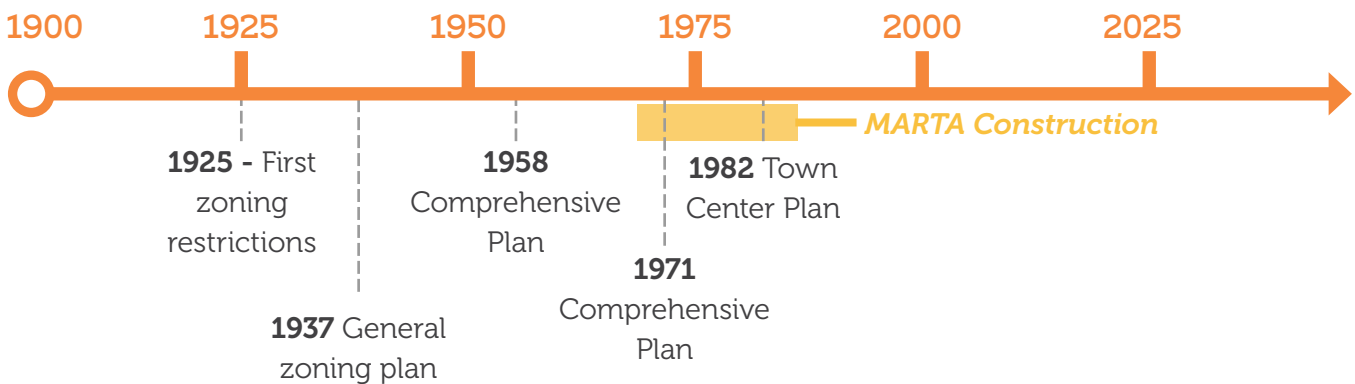 1900 1925 1950 1975 2000 2025
MARTA Construction
1925 - First
zoning
restrictions
1937 General
zoning plan
1958
Comprehensive
Plan
1971
Comprehensive
Plan
1982 Town
Center Plan